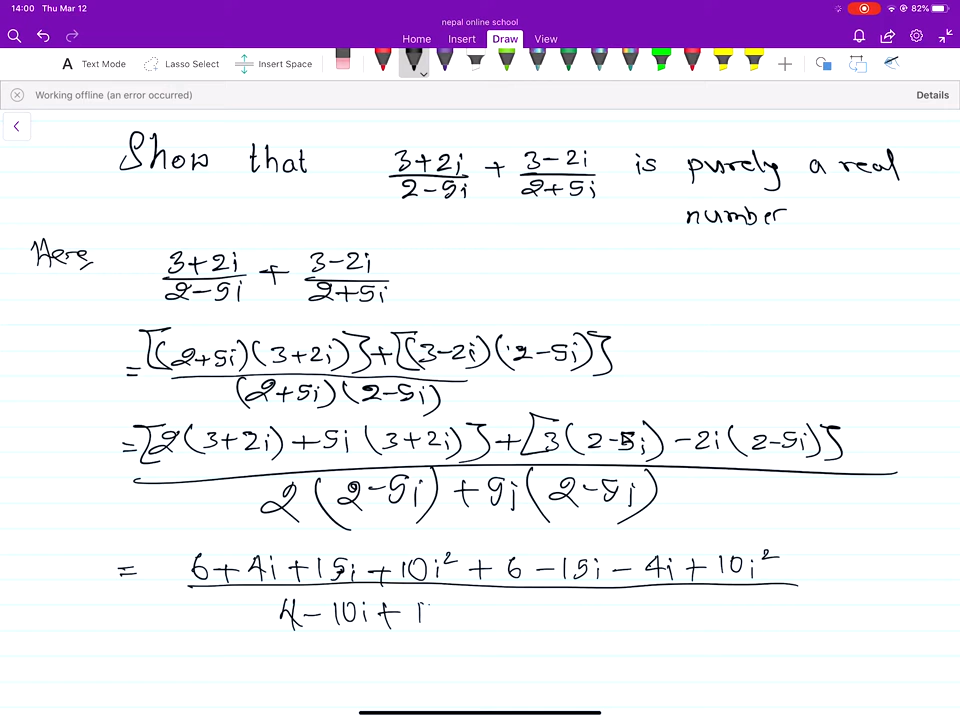 14:00 Thu Mar 12
82%
nepal online school
Home Insert Draw View
A Text Mode Lasso Select Insert Space
Working offline (an error occurred) Details
Show that (3+2i)/(2-5i) + (3-2i)/(2+5i) is purely a real
number
Here,
(3+2i)/(2-5i) + (3-2i)/(2+5i)
= [(2+5i)(3+2i)]+[(3-2i)(2-5i)]
(2+5i)(2-5i)
= [2(3+2i)+5i(3+2i)]+[3(2-5i)-2i(2-5i)]
2(2-5i)+5i(2-5i)
= 6+4i+15i+10i²+6-15i-4i+10i²
4-10i+1